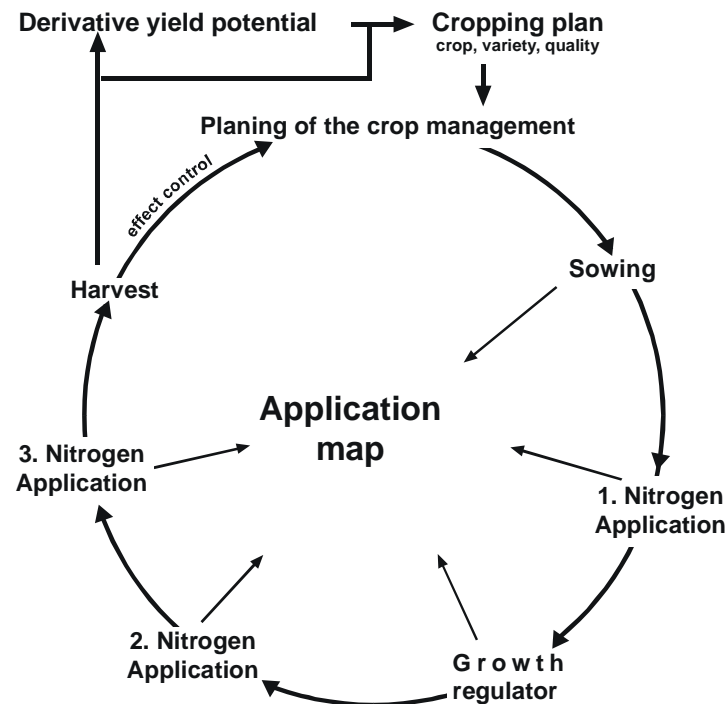 Derivative yield potential
Cropping plan
crop, variety, quality
Planing of the crop management
effect control
Sowing
Harvest
Application
map
3. Nitrogen
Application
1. Nitrogen
Application
2. Nitrogen
Application
Growth
regulator